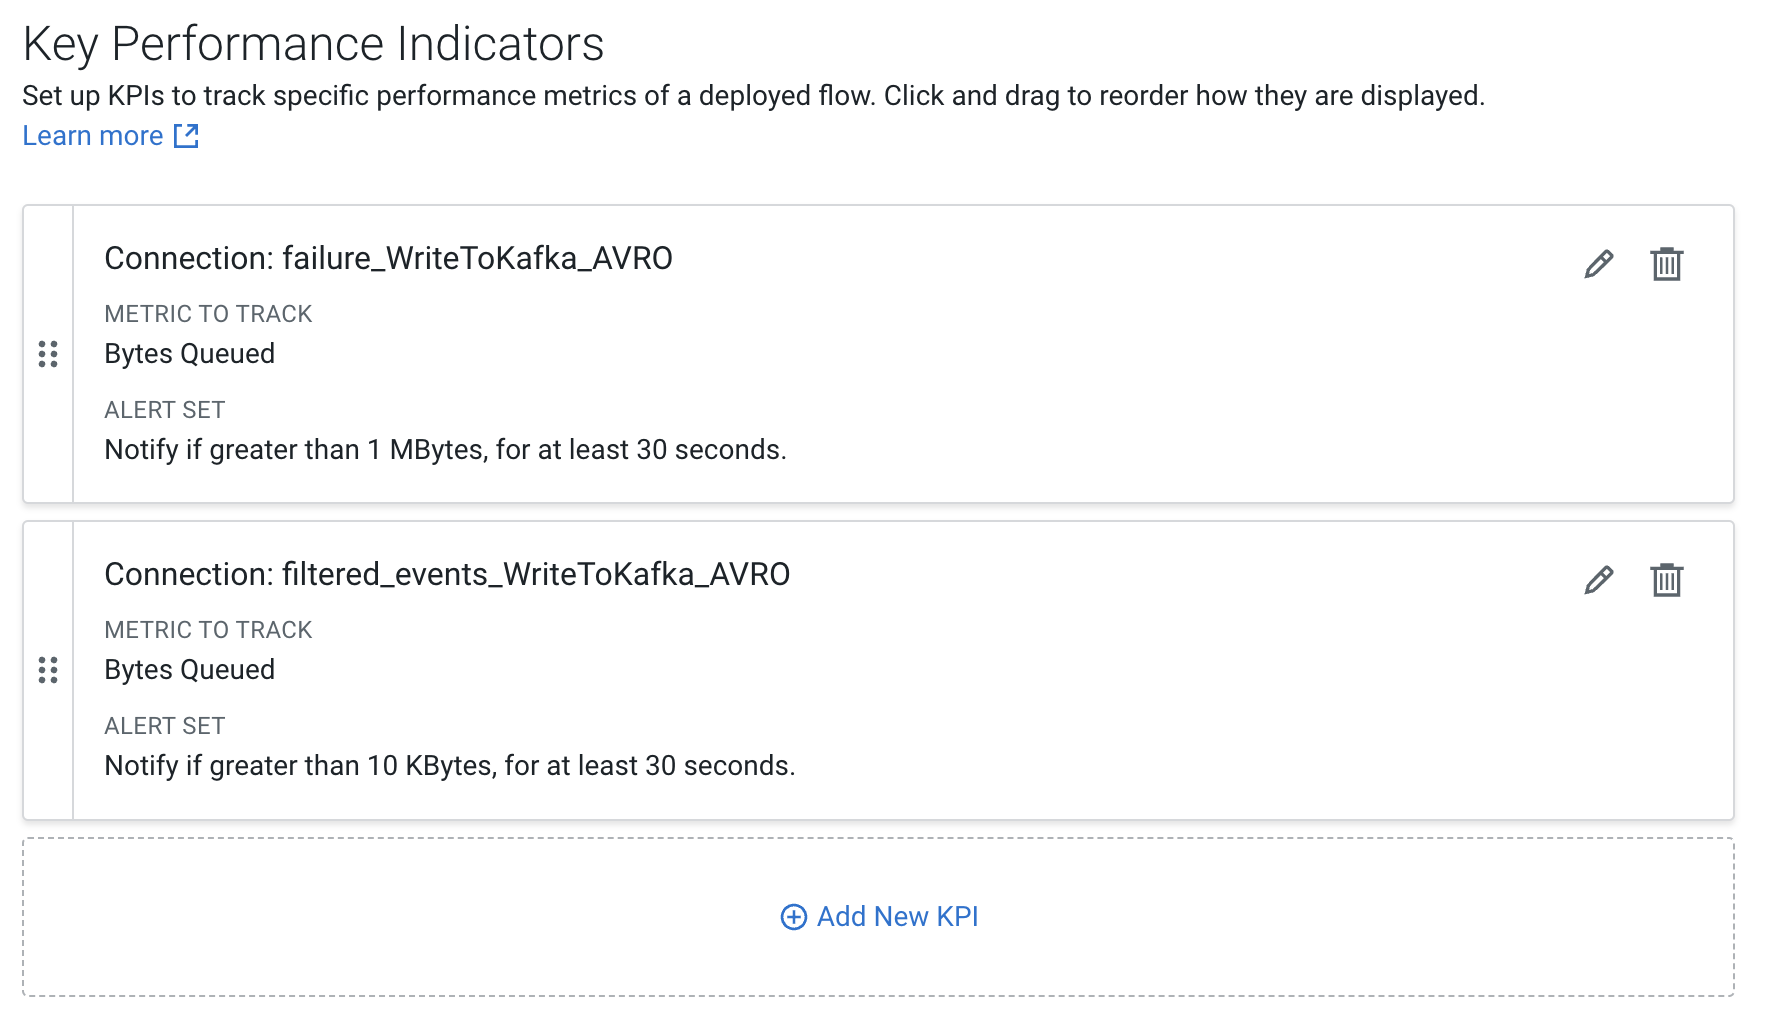 Key Performance Indicators
Set up KPIs to track specific performance metrics of a deployed flow. Click and drag to reorder how they are displayed.
Learn more
Connection: failure_WriteToKafka_AVRO
METRIC TO TRACK
Bytes Queued
ALERT SET
Notify if greater than 1 MBytes, for at least 30 seconds.
Connection: filtered_events_WriteToKafka_AVRO
METRIC TO TRACK
Bytes Queued
ALERT SET
Notify if greater than 10 KBytes, for at least 30 seconds.
Add New KPI